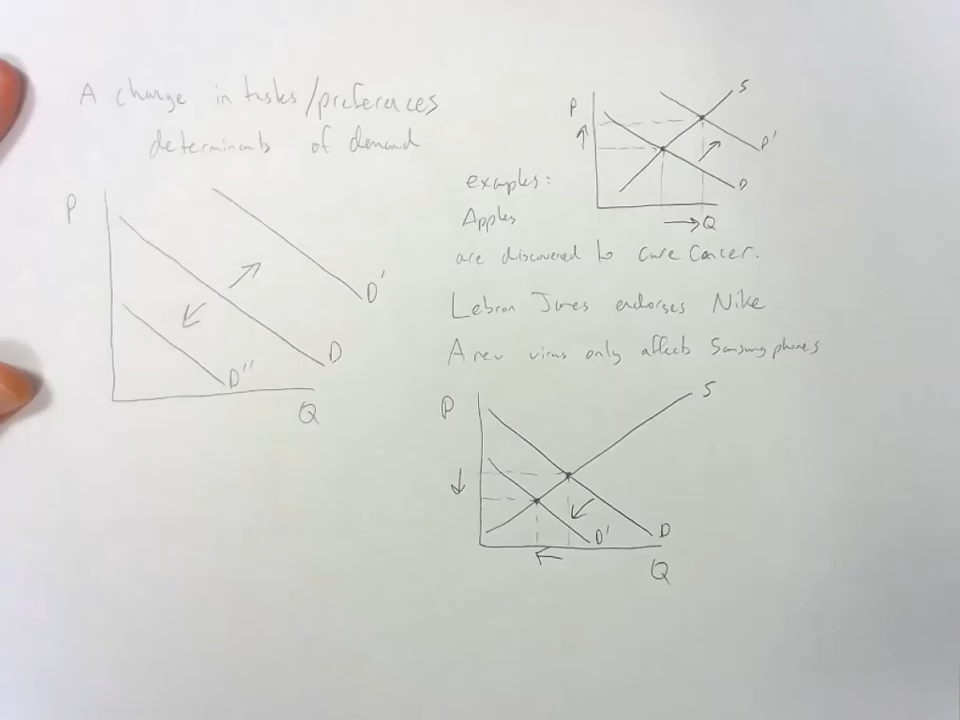 A change in tastes/preferences
determinants of demand
P
D'
D
D"
Q
P
S
D'
D
Q
examples:
Apples
are discovered to cure cancer.
Lebron James endorses Nike
A new virus only affects Samsung phones
P
S
D'
D
Q